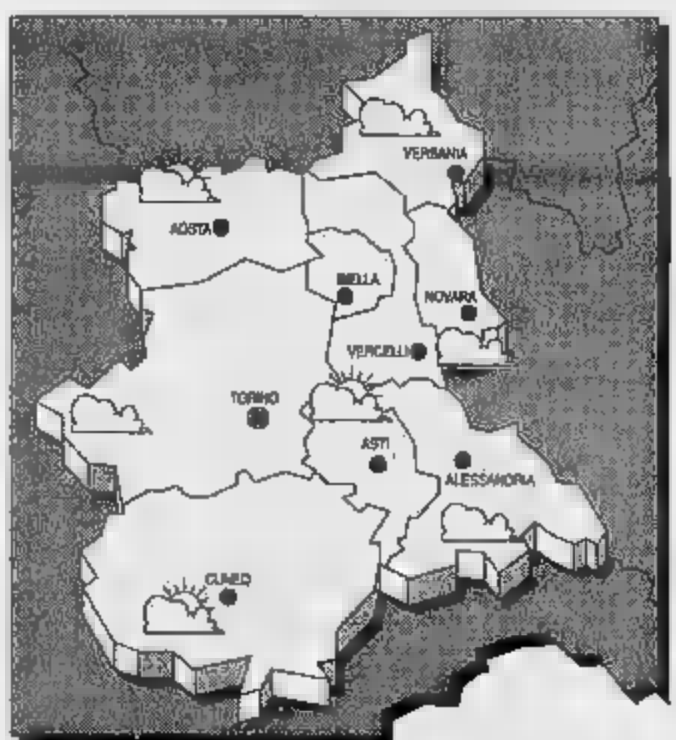 VERBANIA
AOSTA
BIELLA
NOVARA
VERCELLI
TORINO
ASTI
ALESSANDRIA
CUNEO